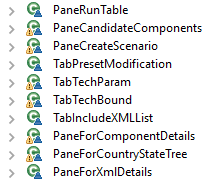 PaneRunTable
PaneCandidateComponents
PaneCreateScenario
TabPresetModification
TabTechParam
TabTechBound
TabIncludeXMLList
PaneForComponentDetails
PaneForCountryStateTree
PaneForXmlDetails